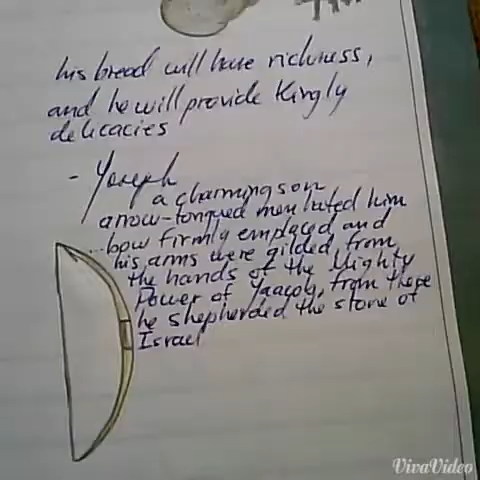 his bread will have richness,
and he will provide Kingly
delicacies
- Yoseph
a charming son
arrow-tongued men hated him
bow firmly emplaced, and
his arms were gilded, from
the hands of the Mighty
Power of Yaacov, from there
he shepherded the stone of
Israel
VivaVideo